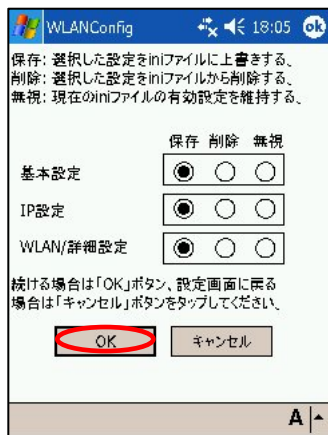 WLANConfig 18:05 ok
保存: 選択した設定をiniファイルに上書きする、
削除: 選択した設定をiniファイルから削除する、
無視: 現在のiniファイルの有効設定を維持する、
保存 削除 無視
基本設定
IP設定
WLAN/詳細設定
続ける場合は「OK」ボタン、設定画面に戻る
場合は「キャンセル」ボタンをタップしてください、
OK キャンセル
A